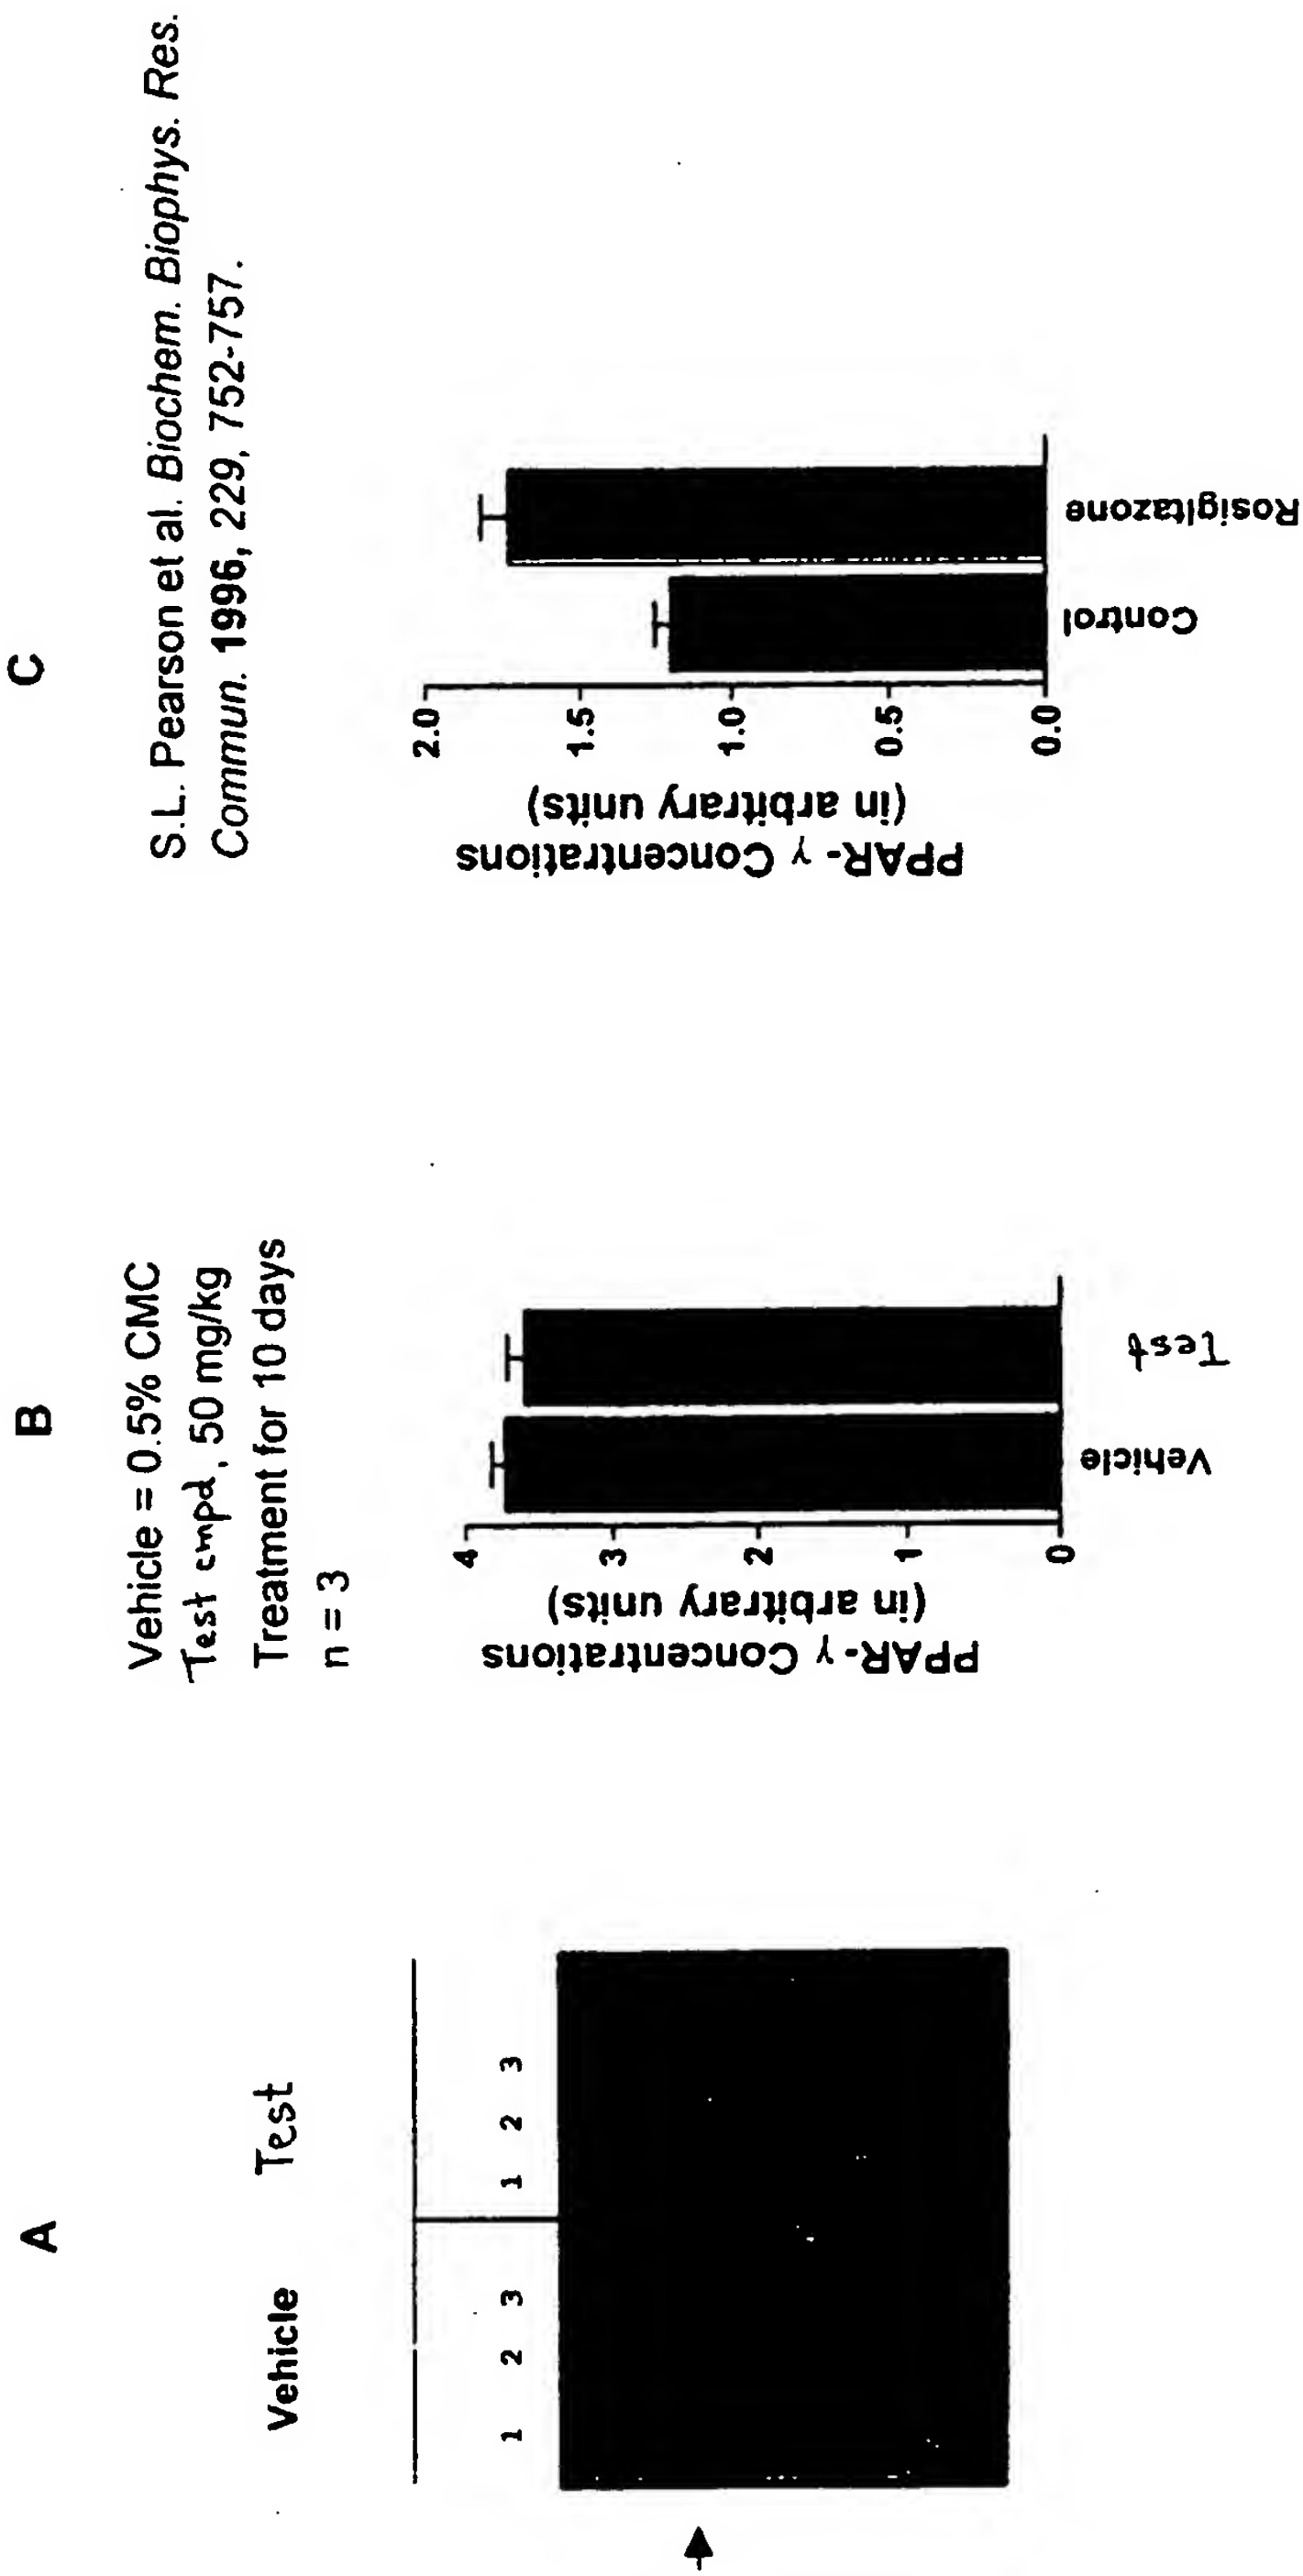 A
Vehicle Test
1 2 3 1 2 3
B
Vehicle = 0.5% CMC
Test cmpd, 50 mg/kg
Treatment for 10 days
n = 3
PPAR- γ Concentrations
(in arbitrary units)
4
3
2
1
0
Vehicle
Test
C
S.L. Pearson et al. Biochem. Biophys. Res.
Commun. 1996, 229, 752-757.
PPAR- γ Concentrations
(in arbitrary units)
2.0
1.5
1.0
0.5
0.0
Control
Rosigltazone